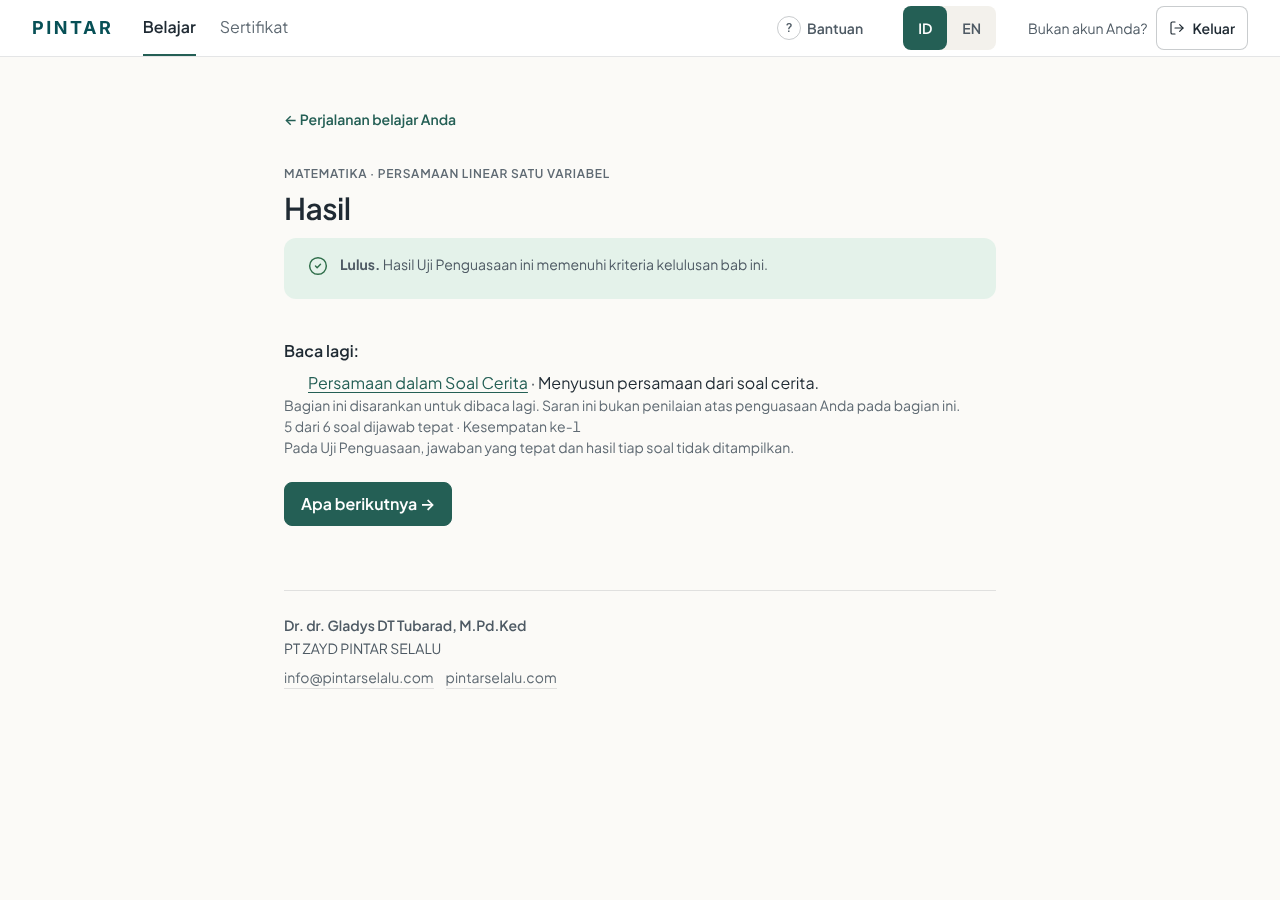 PINTAR
Belajar
Sertifikat
? Bantuan
ID
EN
Bukan akun Anda?
Keluar
← Perjalanan belajar Anda
MATEMATIKA · PERSAMAAN LINEAR SATU VARIABEL
Hasil
Lulus. Hasil Uji Penguasaan ini memenuhi kriteria kelulusan bab ini.
Baca lagi:
Persamaan dalam Soal Cerita · Menyusun persamaan dari soal cerita.
Bagian ini disarankan untuk dibaca lagi. Saran ini bukan penilaian atas penguasaan Anda pada bagian ini.
5 dari 6 soal dijawab tepat · Kesempatan ke-1
Pada Uji Penguasaan, jawaban yang tepat dan hasil tiap soal tidak ditampilkan.
Apa berikutnya →
Dr. dr. Gladys DT Tubarad, M.Pd.Ked
PT ZAYD PINTAR SELALU
info@pintarselalu.com pintarselalu.com